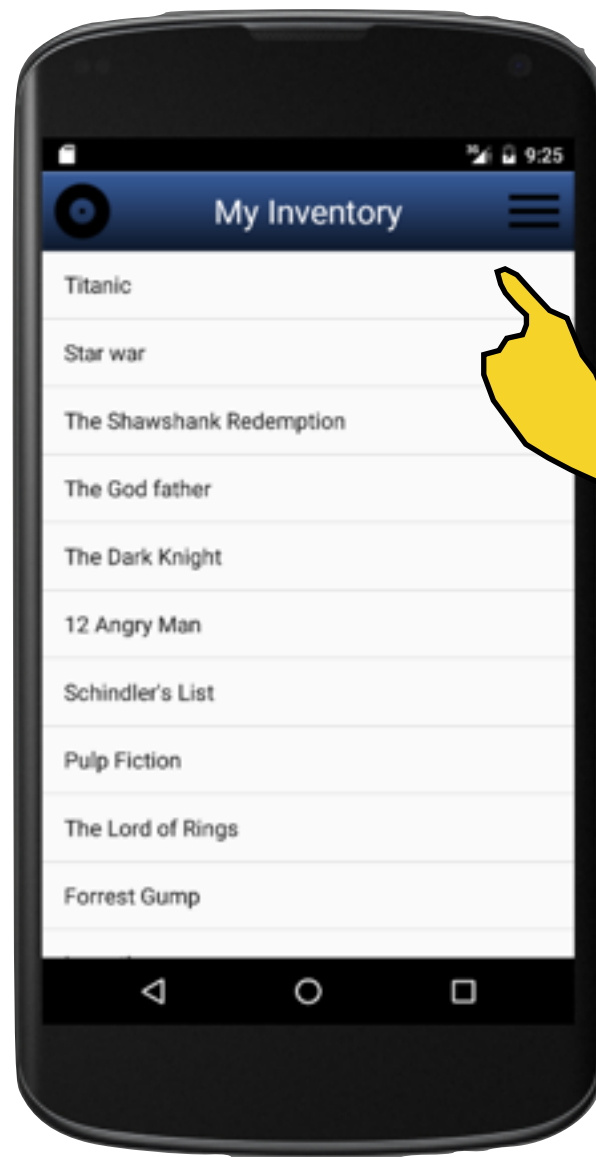 3G 9:25
My Inventory
Titanic
Star war
The Shawshank Redemption
The God father
The Dark Knight
12 Angry Man
Schindler's List
Pulp Fiction
The Lord of Rings
Forrest Gump